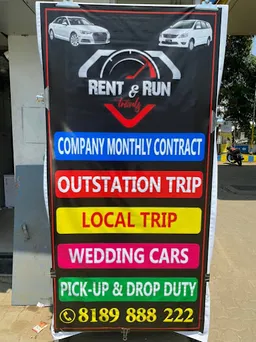 RENT & RUN
travels
COMPANY MONTHLY CONTRACT
OUTSTATION TRIP
LOCAL TRIP
WEDDING CARS
PICK-UP & DROP DUTY
8189 888 222